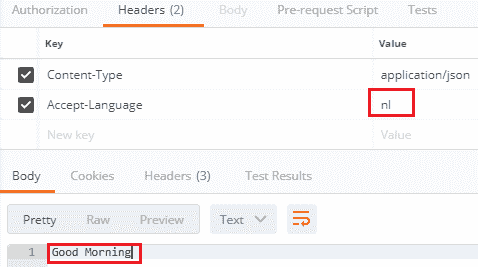 Authorization Headers (2) Body Pre-request Script Tests
Key Value
Content-Type application/json
Accept-Language nl
New key Value
Body Cookies Headers (3) Test Results
Pretty Raw Preview Text
1 Good Morning